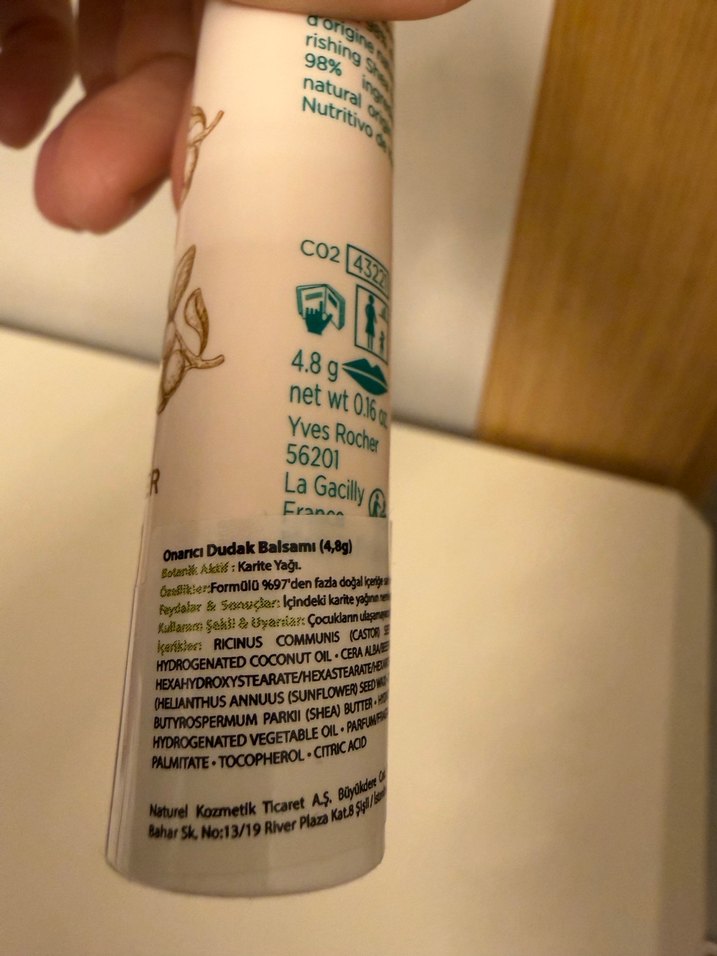 d'origine
rishing
98%
natural
Nutritivo
CO2
4.8 g
net wt 0.16 oz.
Yves Rocher
56201
La Gacilly
France
ER
Onarıcı Dudak Balsamı (4,8g)
Botanik Aktif : Karite Yağı.
Özellikler:Formülü %97'den fazla doğal içeriğe
Faydalar & Sonuçlar: İçindeki karite yağının
Kullanım Şekli & Uyarılar: Çocukların
İçerikler: RICINUS COMMUNIS (CASTOR)
HYDROGENATED COCONUT OIL • CERA
HEXAHYDROXYSTEARATE/HEXASTEARATE/
(HELIANTHUS ANNUUS (SUNFLOWER) SEED
BUTYROSPERMUM PARKII (SHEA) BUTTER •
HYDROGENATED VEGETABLE OIL •
PALMITATE • TOCOPHEROL • CITRIC ACID
Naturel Kozmetik Ticaret A.Ş. Büyükdere
Bahar Sk. No:13/19 River Plaza Kat.8 Şişli /